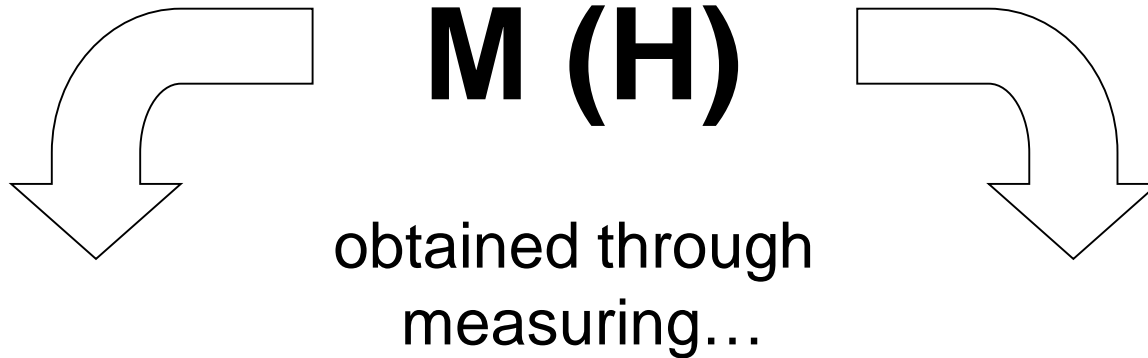 M (H)
obtained through
measuring…